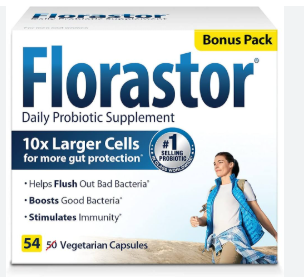 Bonus Pack
Florastor®
Daily Probiotic Supplement
10x Larger Cells
for more gut protection*
#1
SELLING
PROBIOTIC
• Helps Flush Out Bad Bacteria*
• Boosts Good Bacteria*
• Stimulates Immunity*
54 50 Vegetarian Capsules